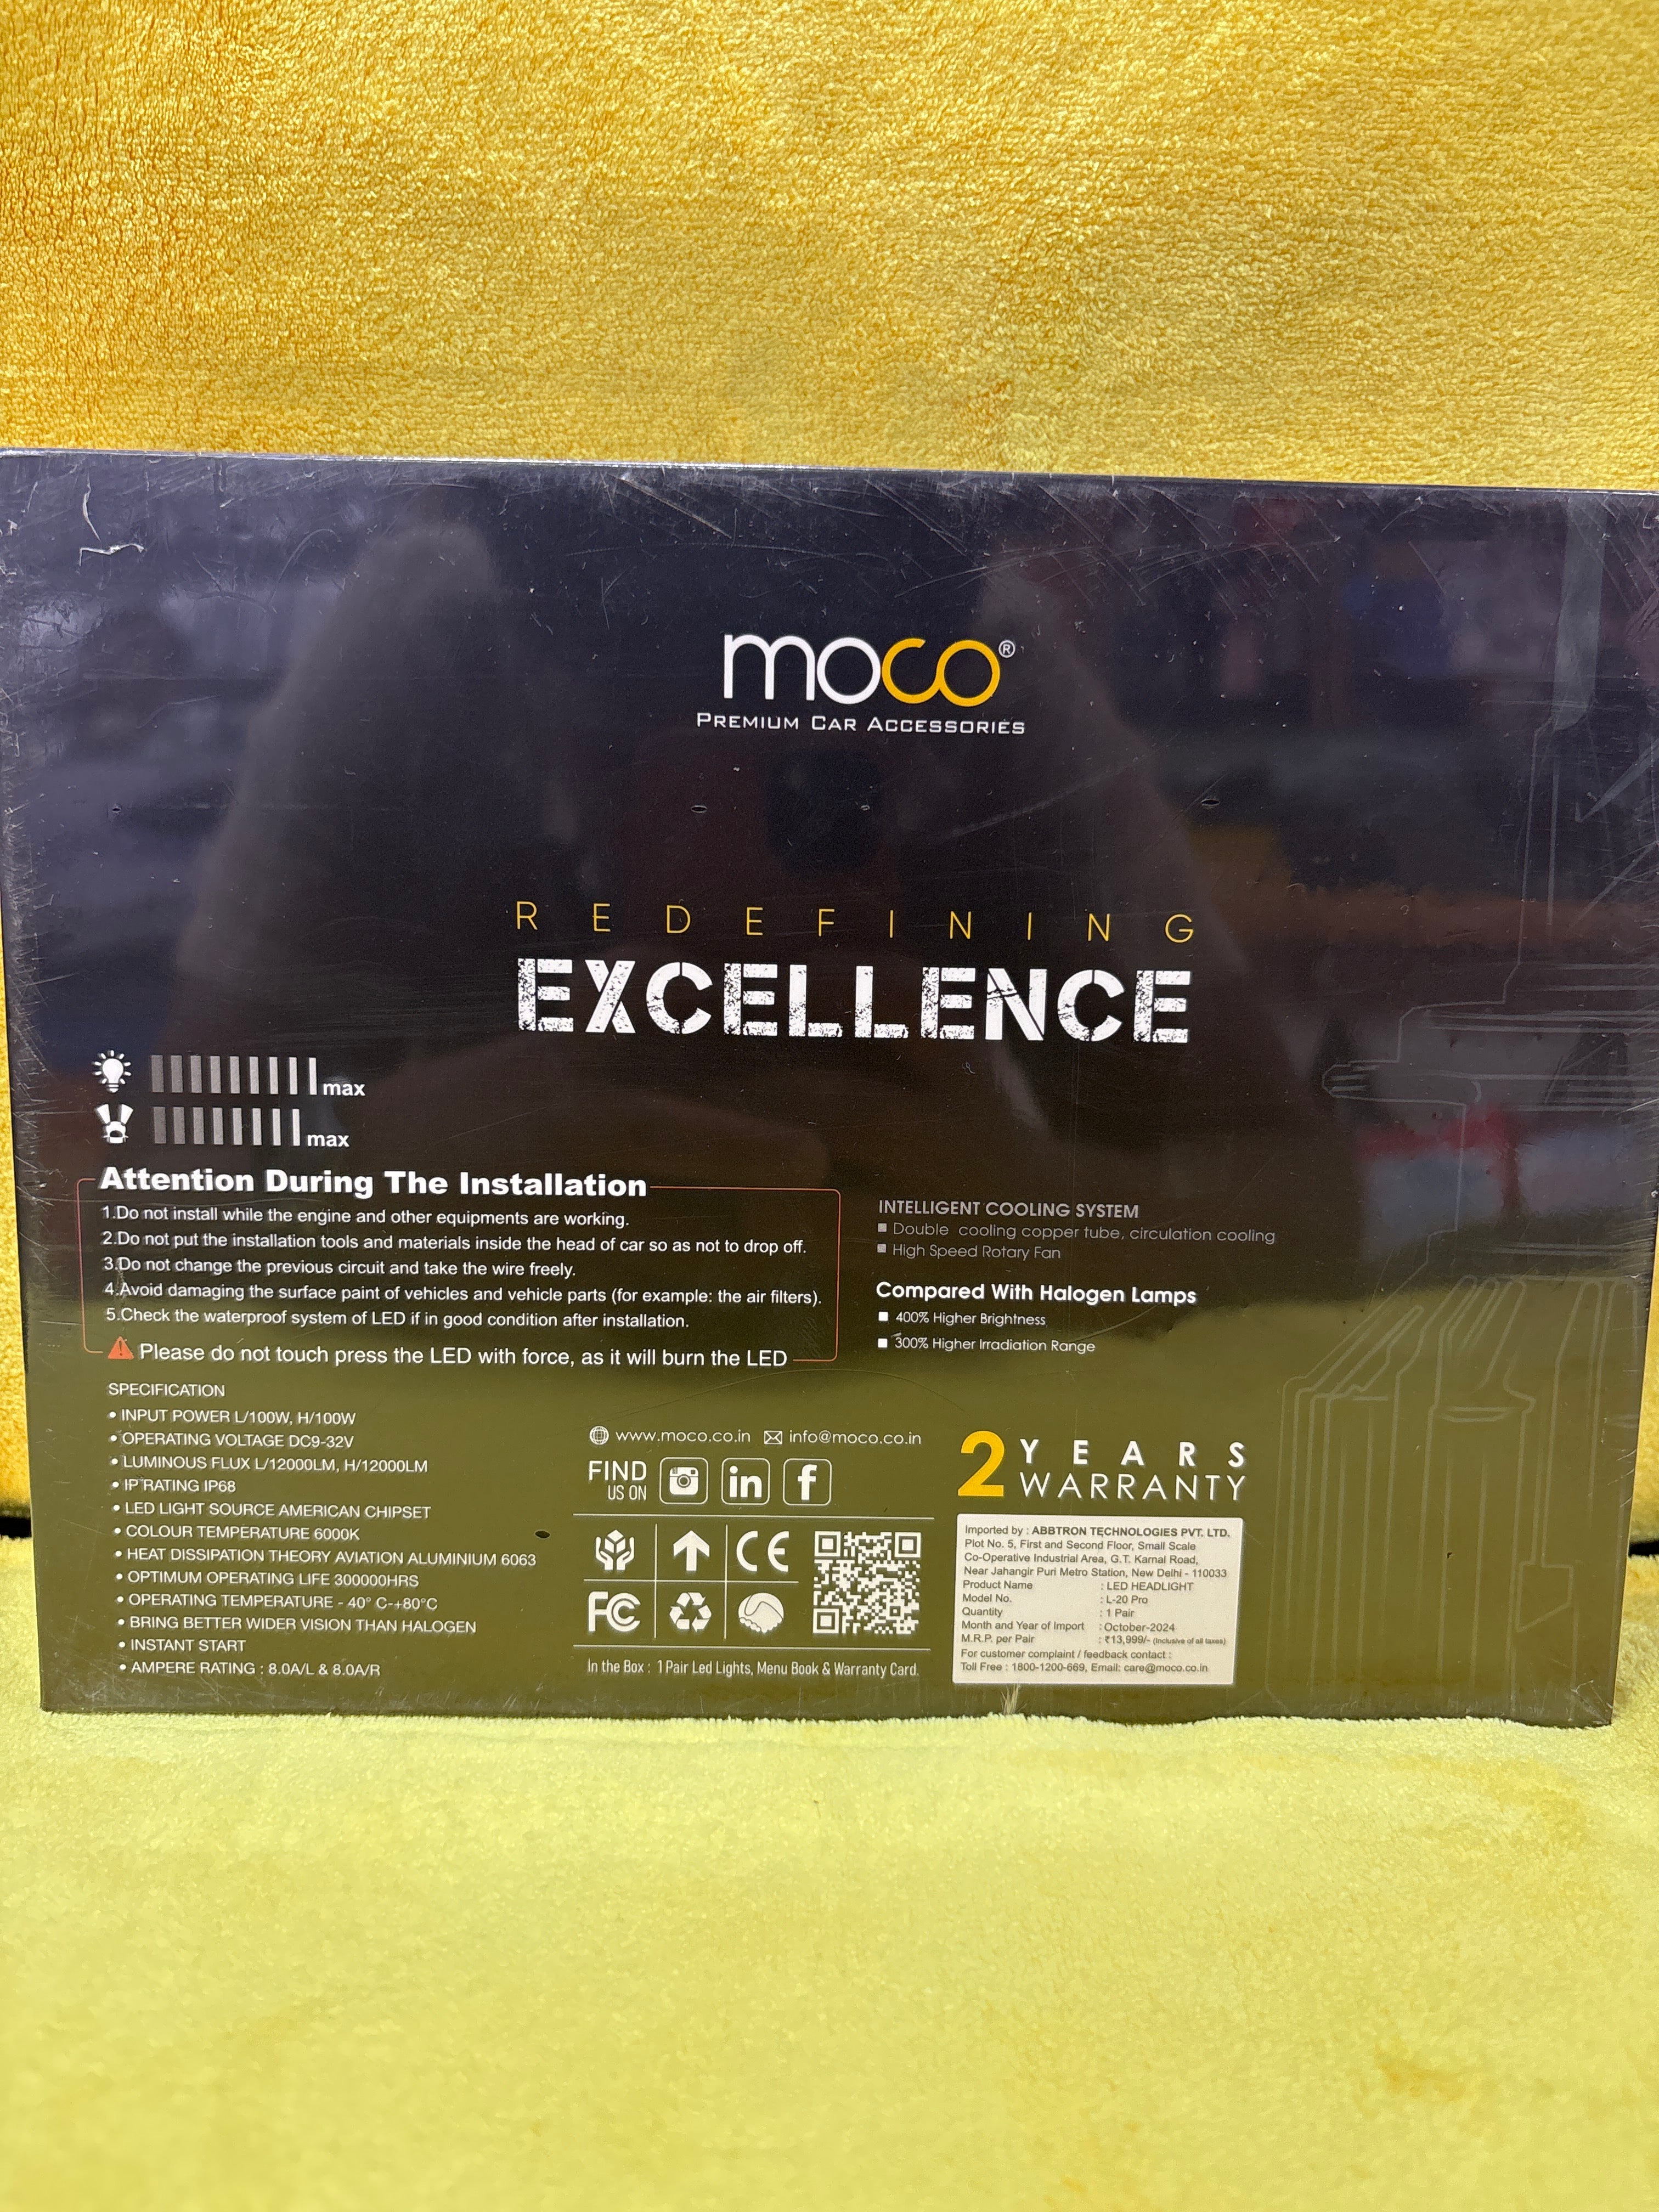 moco®
PREMIUM CAR ACCESSORIES
REDEFINING
EXCELLENCE
max
max
Attention During The Installation
1.Do not install while the engine and other equipments are working.
2.Do not put the installation tools and materials inside the head of car so as not to drop off.
3.Do not change the previous circuit and take the wire freely.
4.Avoid damaging the surface paint of vehicles and vehicle parts (for example: the air filters).
5.Check the waterproof system of LED if in good condition after installation.
Please do not touch press the LED with force, as it will burn the LED
INTELLIGENT COOLING SYSTEM
Double cooling copper tube, circulation cooling
High Speed Rotary Fan
Compared With Halogen Lamps
400% Higher Brightness
300% Higher Irradiation Range
SPECIFICATION
• INPUT POWER L/100W, H/100W
• OPERATING VOLTAGE DC9-32V
• LUMINOUS FLUX L/12000LM, H/12000LM
• IP RATING IP68
• LED LIGHT SOURCE AMERICAN CHIPSET
• COLOUR TEMPERATURE 6000K
• HEAT DISSIPATION THEORY AVIATION ALUMINIUM 6063
• OPTIMUM OPERATING LIFE 300000HRS
• OPERATING TEMPERATURE - 40° C-+80°C
• BRING BETTER WIDER VISION THAN HALOGEN
• INSTANT START
• AMPERE RATING : 8.0A/L & 8.0A/R
www.moco.co.in info@moco.co.in
FIND
US ON
in f
CE
FC
In the Box : 1 Pair Led Lights, Menu Book & Warranty Card.
2 YEARS
WARRANTY
Imported by : ABBTRON TECHNOLOGIES PVT. LTD.
Plot No. 5, First and Second Floor, Small Scale
Co-Operative Industrial Area, G.T. Karnal Road,
Near Jahangir Puri Metro Station, New Delhi - 110033
Product Name : LED HEADLIGHT
Model No. : L-20 Pro
Quantity : 1 Pair
Month and Year of Import : October-2024
M.R.P. per Pair : ₹13,999/- (Inclusive of all taxes)
For customer complaint / feedback contact :
Toll Free : 1800-1200-669, Email: care@moco.co.in